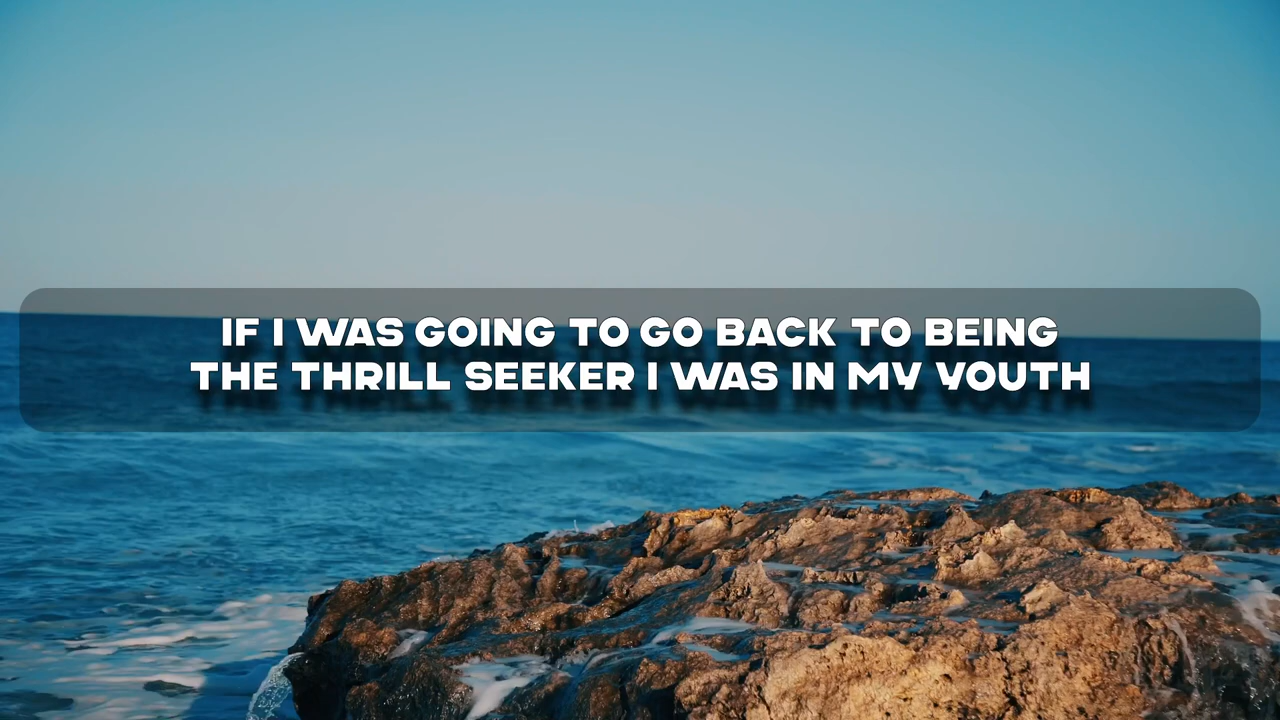 IF I WAS GOING TO GO BACK TO BEING
THE THRILL SEEKER I WAS IN MY YOUTH